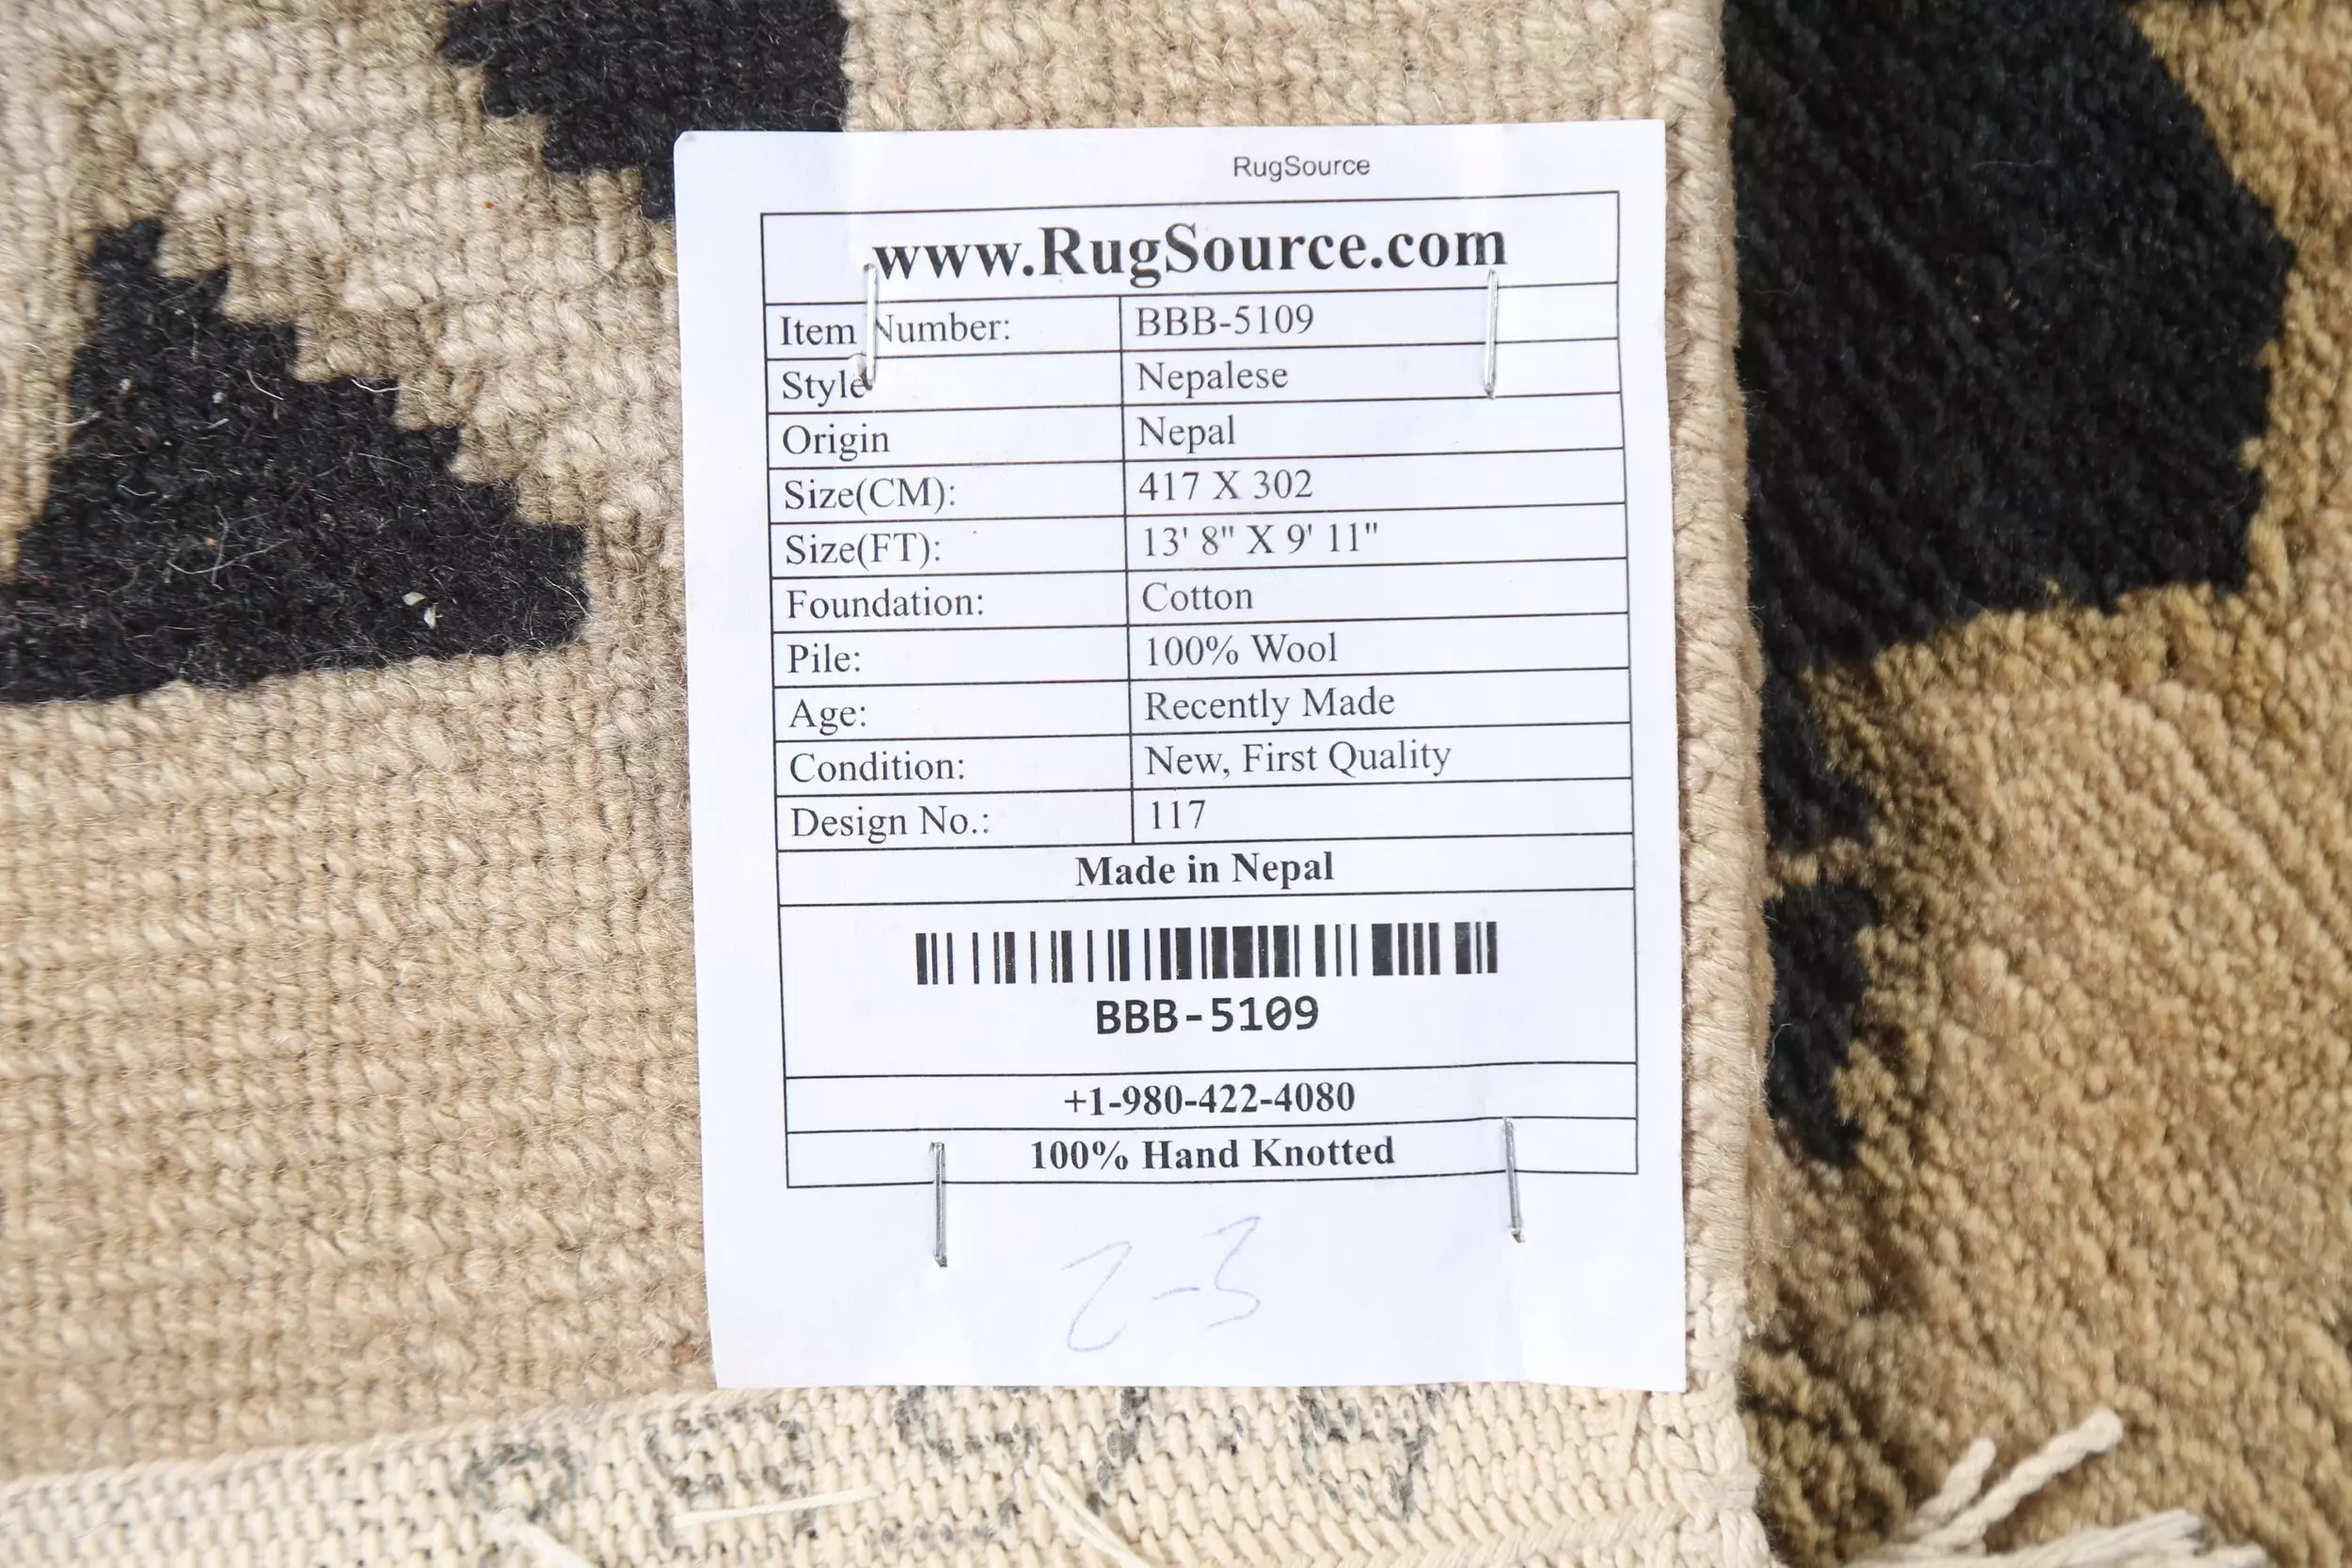 RugSource
www.RugSource.com
Item Number: BBB-5109
Style Nepalese
Origin Nepal
Size(CM): 417 X 302
Size(FT): 13' 8" X 9' 11"
Foundation: Cotton
Pile: 100% Wool
Age: Recently Made
Condition: New, First Quality
Design No.: 117
Made in Nepal
BBB-5109
+1-980-422-4080
100% Hand Knotted
2-3